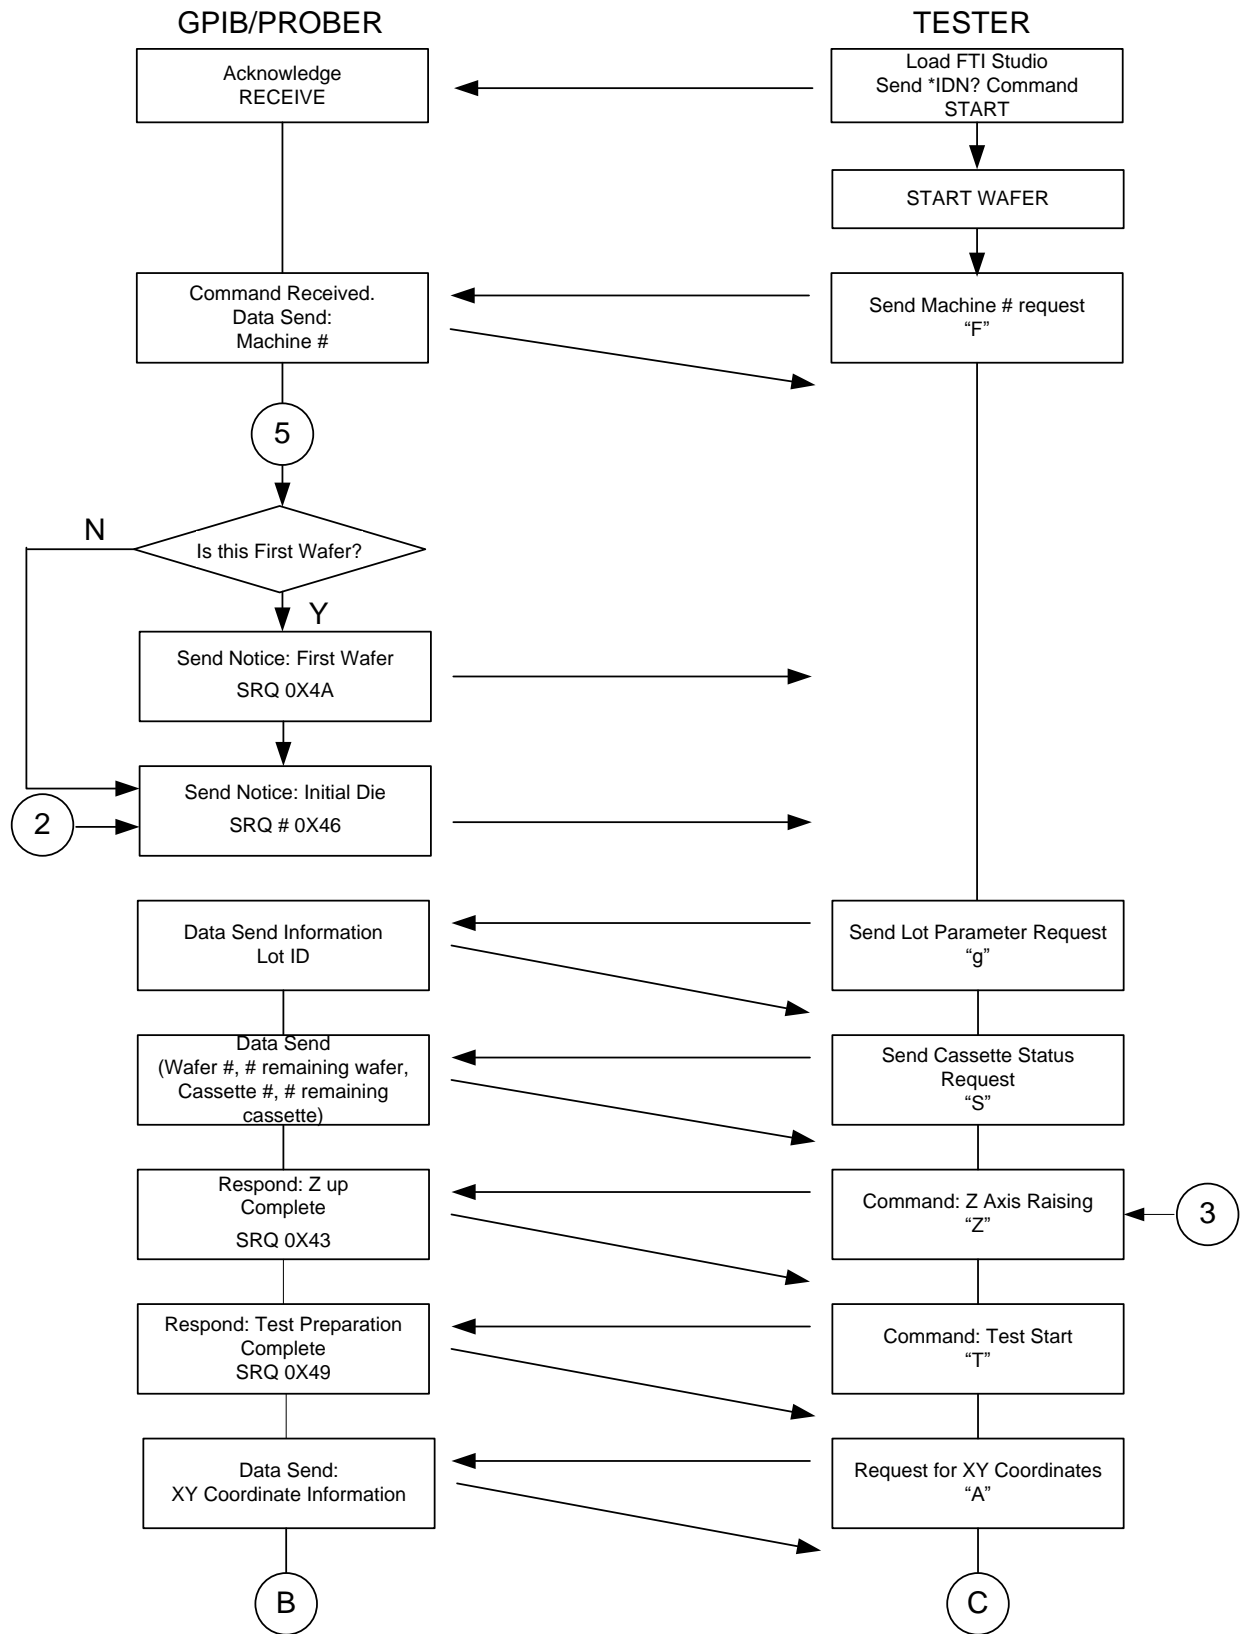 GPIB/PROBER
TESTER
Acknowledge
RECEIVE
Load FTI Studio
Send *IDN? Command
START
START WAFER
Command Received.
Data Send:
Machine #
Send Machine # request
“F”
5
N
Is this First Wafer?
Y
Send Notice: First Wafer
SRQ 0X4A
Send Notice: Initial Die
SRQ # 0X46
2
Data Send Information
Lot ID
Send Lot Parameter Request
“g”
Data Send
(Wafer #, # remaining wafer,
Cassette #, # remaining
cassette)
Send Cassette Status
Request
“S”
Respond: Z up
Complete
SRQ 0X43
Command: Z Axis Raising
“Z”
3
Respond: Test Preparation
Complete
SRQ 0X49
Command: Test Start
“T”
Data Send:
XY Coordinate Information
Request for XY Coordinates
“A”
B
C